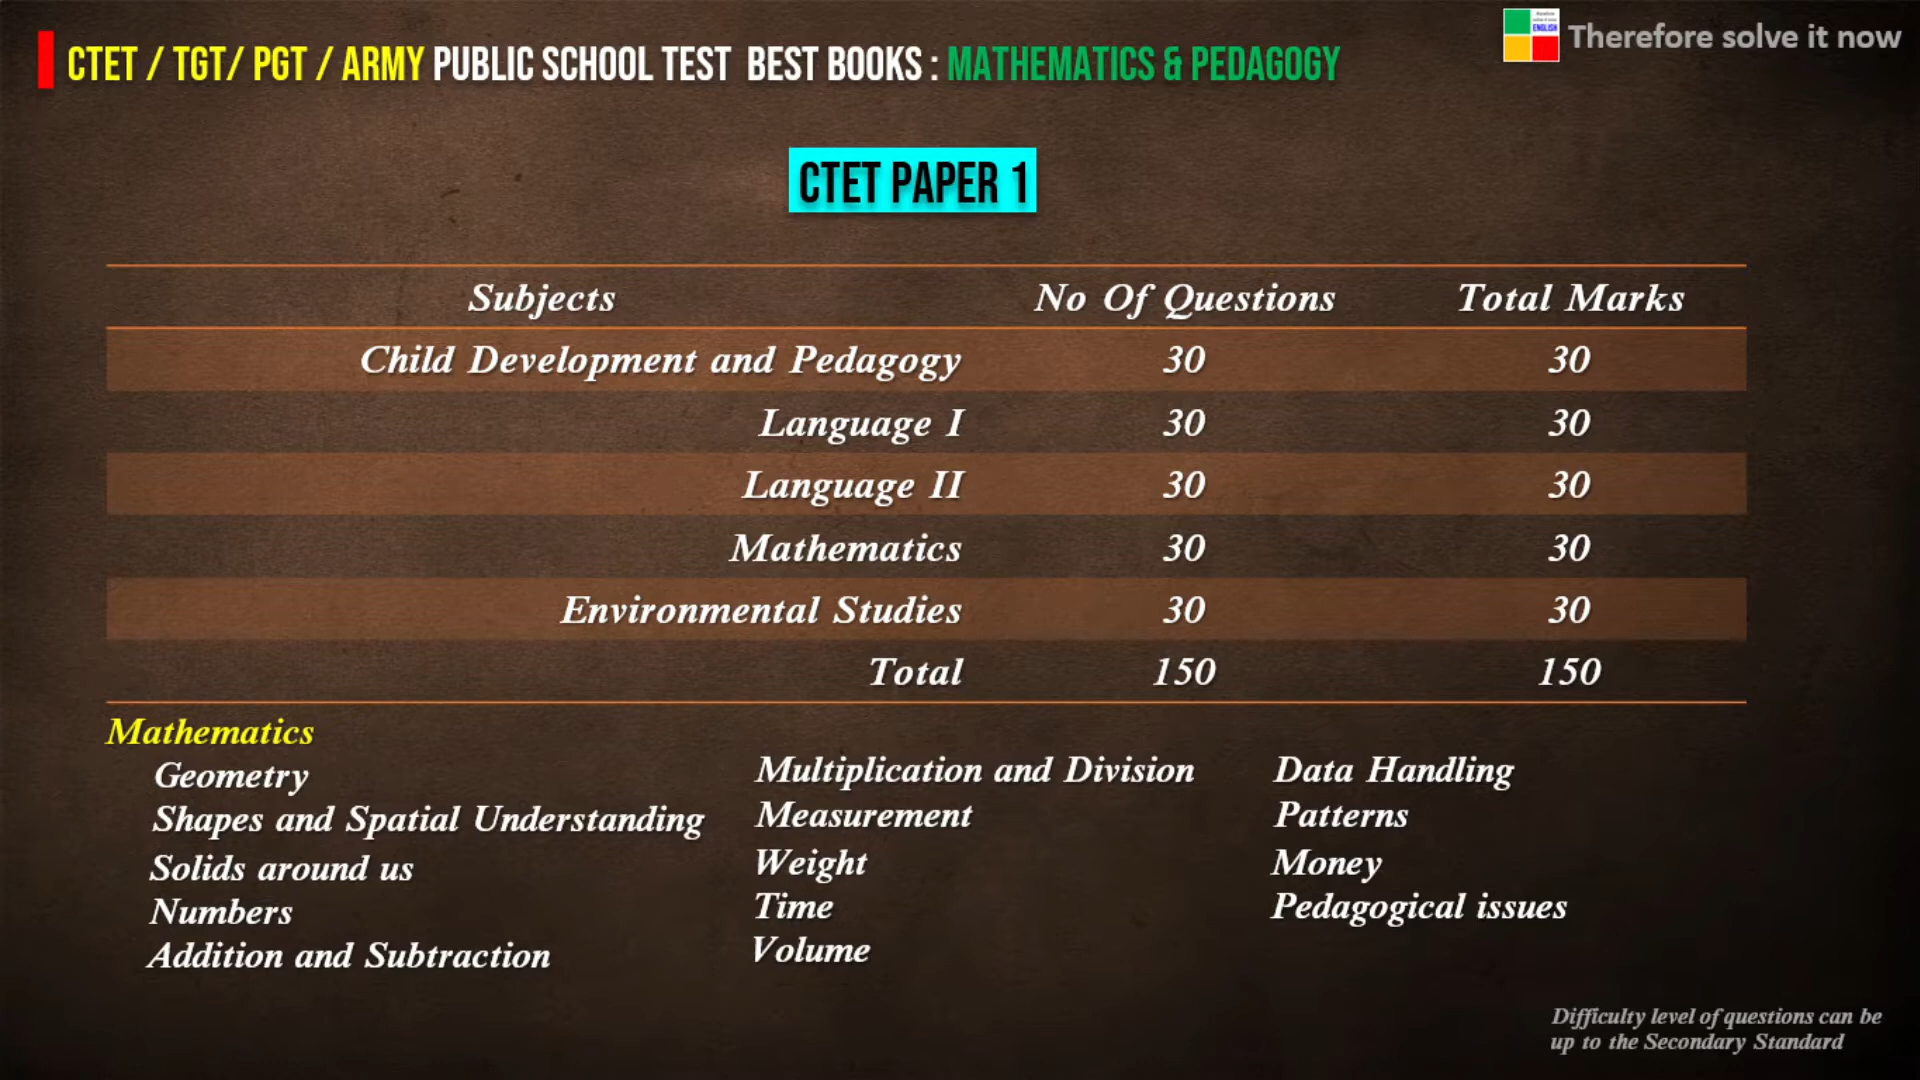 CTET / TGT/ PGT / ARMY PUBLIC SCHOOL TEST BEST BOOKS : MATHEMATICS & PEDAGOGY
ENGLISH
Therefore solve it now
CTET PAPER 1
Subjects No Of Questions Total Marks
Child Development and Pedagogy 30 30
Language I 30 30
Language II 30 30
Mathematics 30 30
Environmental Studies 30 30
Total 150 150
Mathematics
Geometry
Shapes and Spatial Understanding
Solids around us
Numbers
Addition and Subtraction
Multiplication and Division
Measurement
Weight
Time
Volume
Data Handling
Patterns
Money
Pedagogical issues
Difficulty level of questions can be
up to the Secondary Standard